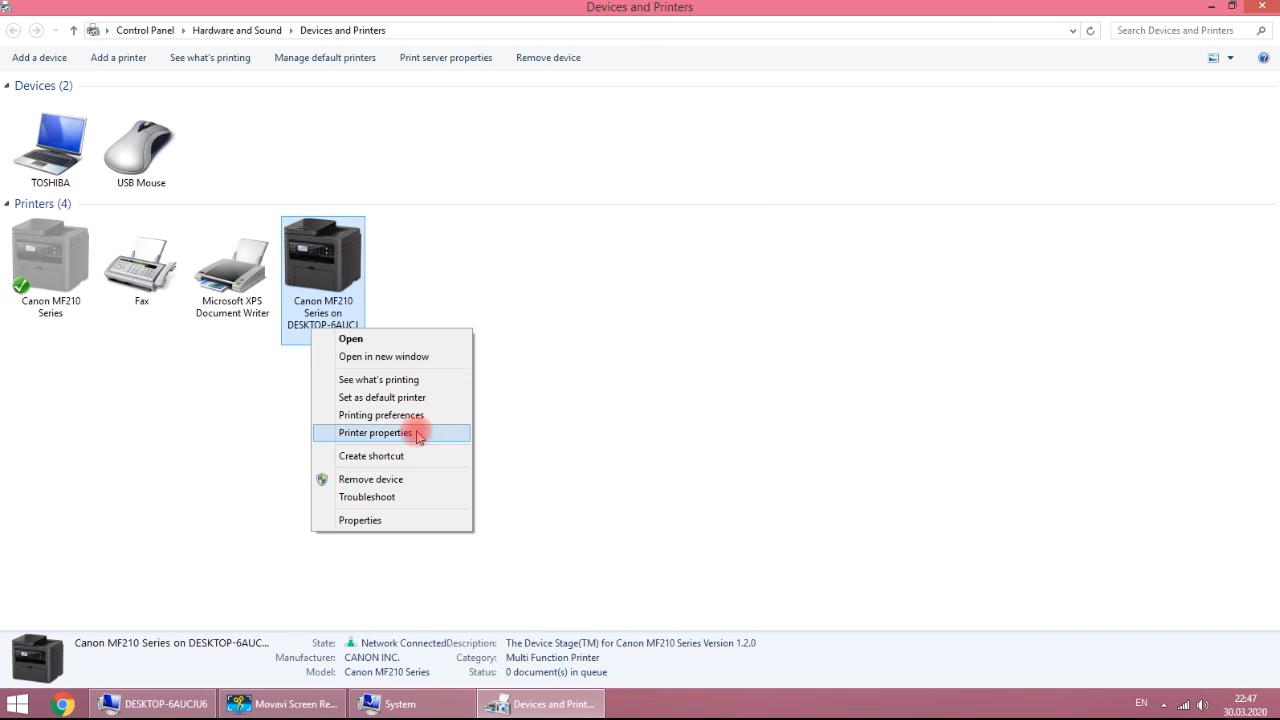 Devices and Printers
Control Panel Hardware and Sound Devices and Printers
Search Devices and Printers
Add a device Add a printer See what's printing Manage default printers Print server properties Remove device
Devices (2)
TOSHIBA
USB Mouse
Printers (4)
Canon MF210
Series
Fax
Microsoft XPS
Document Writer
Canon MF210
Series on
DESKTOP-6AUCJ
Open
Open in new window
See what's printing
Set as default printer
Printing preferences
Printer properties
Create shortcut
Remove device
Troubleshoot
Properties
Canon MF210 Series on DESKTOP-6AUC... State: Network Connected Description: The Device Stage(TM) for Canon MF210 Series Version 1.2.0
Manufacturer: CANON INC. Category: Multi Function Printer
Model: Canon MF210 Series Status: 0 document(s) in queue
DESKTOP-6AUCJU6
Movavi Screen Re...
System
Devices and Print...
EN
22:47
30.03.2020